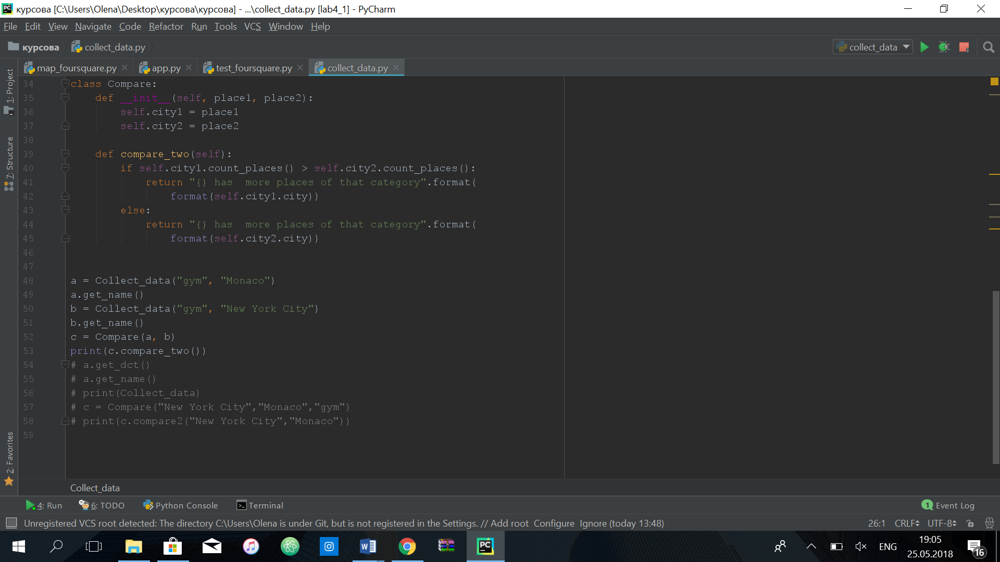 курсова [C:\Users\Olena\Desktop\курсова\курсова] - ...\collect_data.py [lab4_1] - PyCharm
File Edit View Navigate Code Refactor Run Tools VCS Window Help
курсова collect_data.py collect_data
map_foursquare.py app.py test_foursquare.py collect_data.py
1: Project
7: Structure
2: Favorites
34 class Compare:
35     def __init__(self, place1, place2):
36         self.city1 = place1
37         self.city2 = place2
38
39     def compare_two(self):
40         if self.city1.count_places() > self.city2.count_places():
41             return "{} has  more places of that category".format(
42                 format(self.city1.city))
43         else:
44             return "{} has  more places of that category".format(
45                 format(self.city2.city))
46
47
48 a = Collect_data("gym", "Monaco")
49 a.get_name()
50 b = Collect_data("gym", "New York City")
51 b.get_name()
52 c = Compare(a, b)
53 print(c.compare_two())
54 # a.get_dct()
55 # a.get_name()
56 # print(Collect_data)
57 # c = Compare("New York City","Monaco","gym")
58 # print(c.compare2("New York City","Monaco"))
59
Collect_data
4: Run 6: TODO Python Console Terminal 1 Event Log
Unregistered VCS root detected: The directory C:\Users\Olena is under Git, but is not registered in the Settings. // Add root Configure Ignore (today 13:48) 26:1 CRLF UTF-8
ENG 19:05
25.05.2018
16